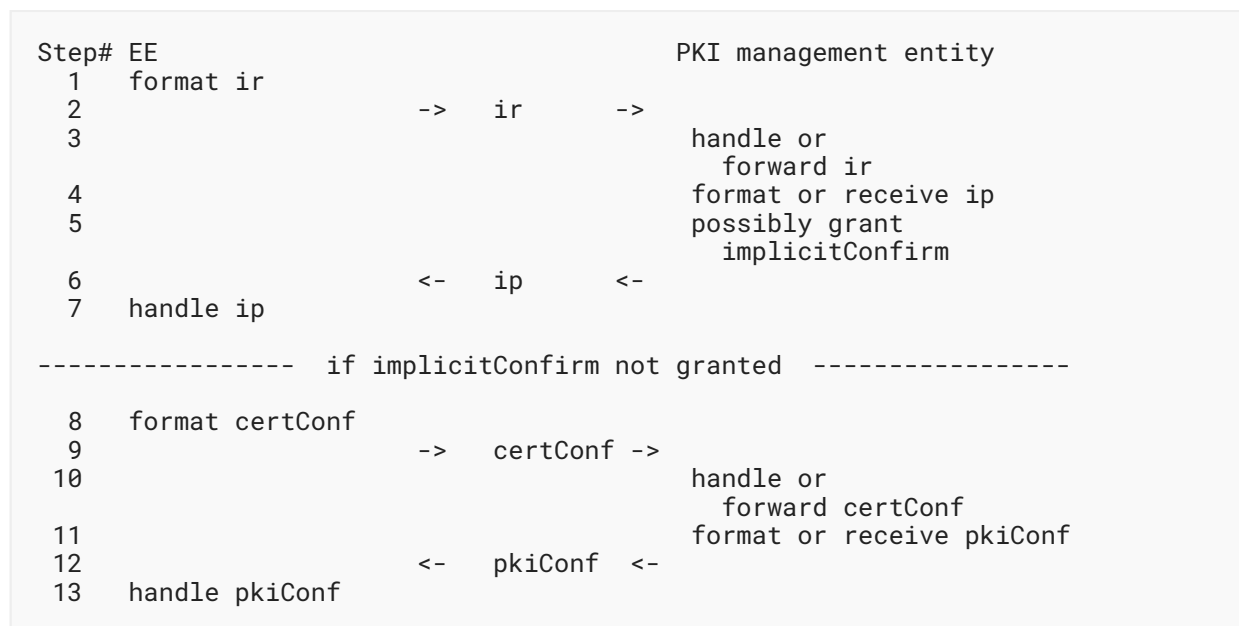 Step# EE                                  PKI management entity
  1   format ir
  2                      ->   ir      ->
  3                                        handle or
                                             forward ir
  4                                        format or receive ip
  5                                        possibly grant
                                             implicitConfirm
  6                      <-   ip      <-
  7   handle ip
-----------------  if implicitConfirm not granted  -----------------
  8   format certConf
  9                      ->   certConf ->
 10                                        handle or
                                             forward certConf
 11                                        format or receive pkiConf
 12                      <-   pkiConf  <-
 13   handle pkiConf